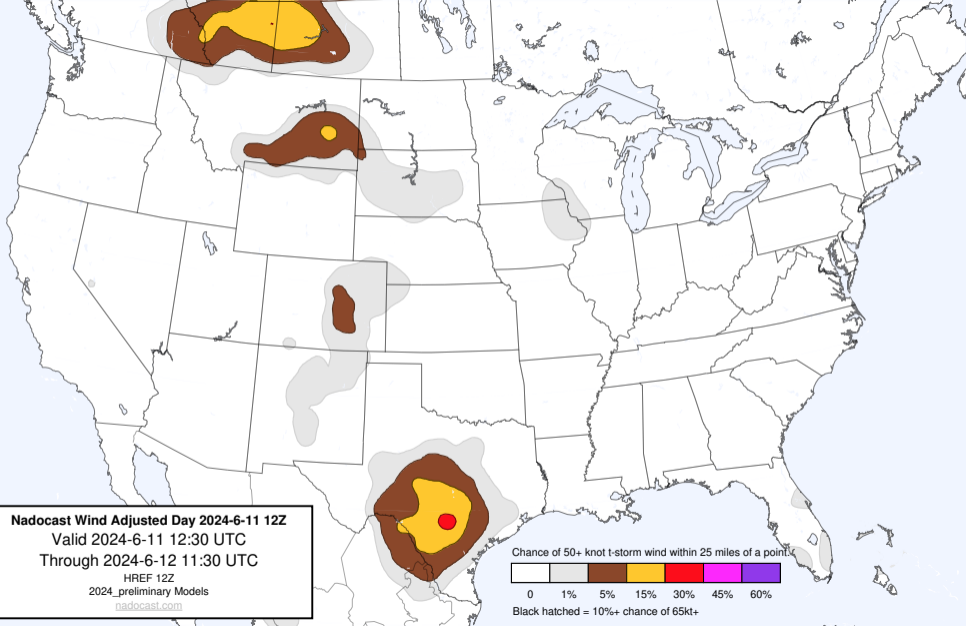 Nadocast Wind Adjusted Day 2024-6-11 12Z
Valid 2024-6-11 12:30 UTC
Through 2024-6-12 11:30 UTC
HREF 12Z
2024_preliminary Models
nadocast.com
Chance of 50+ knot t-storm wind within 25 miles of a point.
0 1% 5% 15% 30% 45% 60%
Black hatched = 10%+ chance of 65kt+